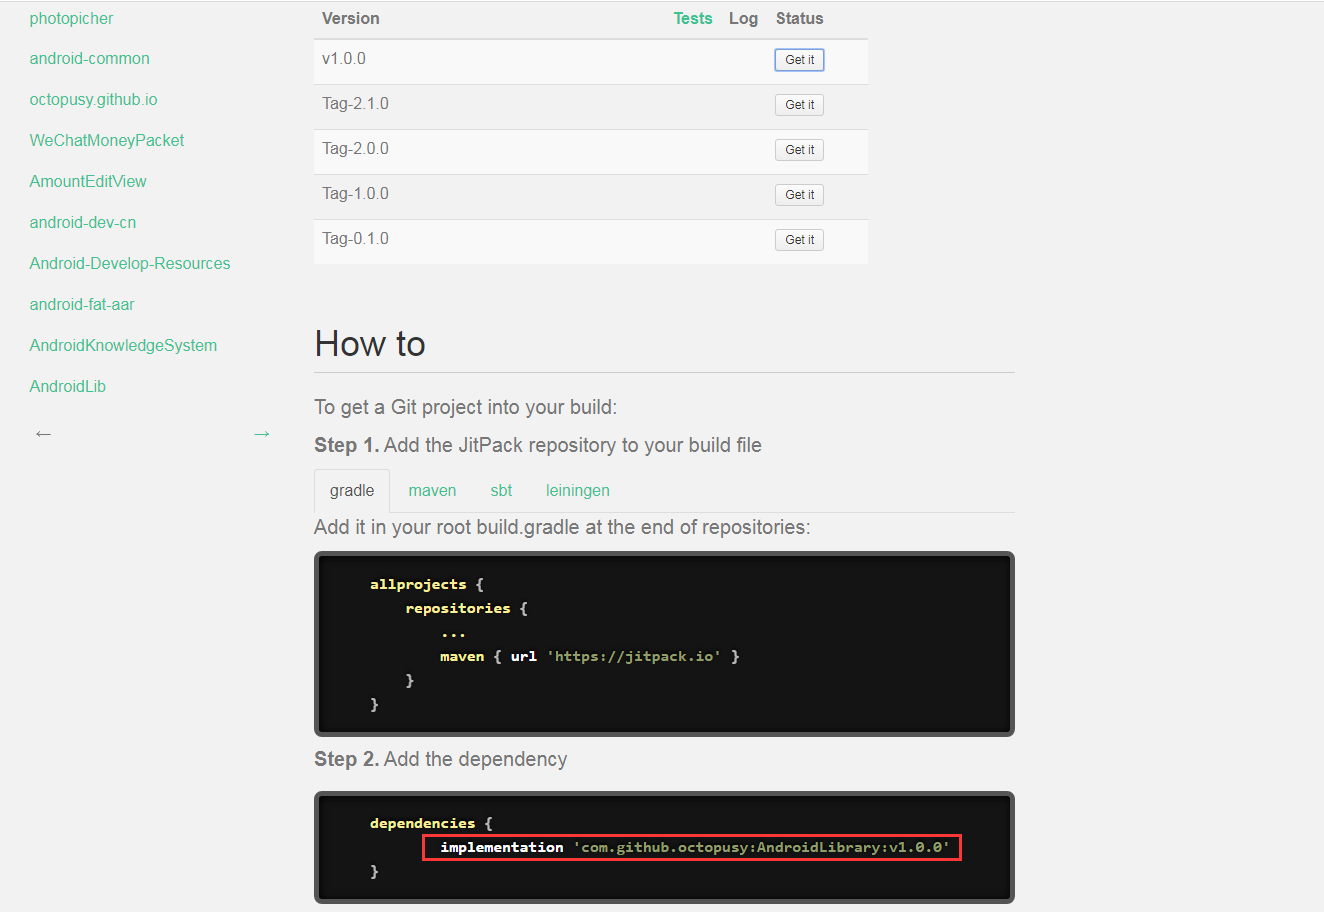 photopicher
android-common
octopusy.github.io
WeChatMoneyPacket
AmountEditView
android-dev-cn
Android-Develop-Resources
android-fat-aar
AndroidKnowledgeSystem
AndroidLib
← →
Version Tests Log Status
v1.0.0 Get it
Tag-2.1.0 Get it
Tag-2.0.0 Get it
Tag-1.0.0 Get it
Tag-0.1.0 Get it
How to
To get a Git project into your build:
Step 1. Add the JitPack repository to your build file
gradle maven sbt leiningen
Add it in your root build.gradle at the end of repositories:
allprojects {
repositories {
...
maven { url 'https://jitpack.io' }
}
}
Step 2. Add the dependency
dependencies {
implementation 'com.github.octopusy:AndroidLibrary:v1.0.0'
}